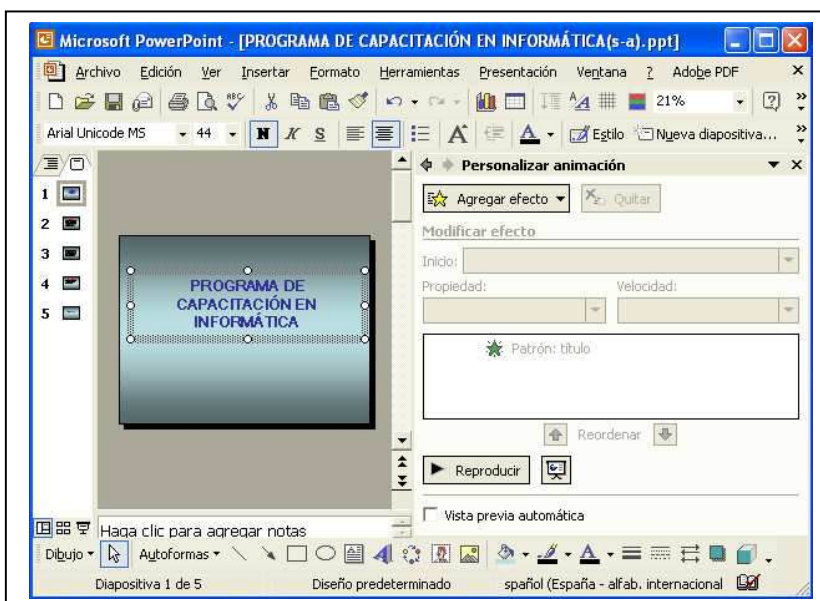 Microsoft PowerPoint - [PROGRAMA DE CAPACITACIÓN EN INFORMÁTICA(s-a).ppt]
Archivo Edición Ver Insertar Formato Herramientas Presentación Ventana ? Adobe PDF
21%
Arial Unicode MS 44 N K S Estilo Nueva diapositiva...
Personalizar animación
Agregar efecto Quitar
Modificar efecto
Inicio:
Propiedad: Velocidad:
Patrón: título
Reordenar
Reproducir
Vista previa automática
1
2
3
4
5
PROGRAMA DE
CAPACITACIÓN EN
INFORMÁTICA
Haga clic para agregar notas
Dibujo Autoformas
Diapositiva 1 de 5 Diseño predeterminado spañol (España - alfab. internacional